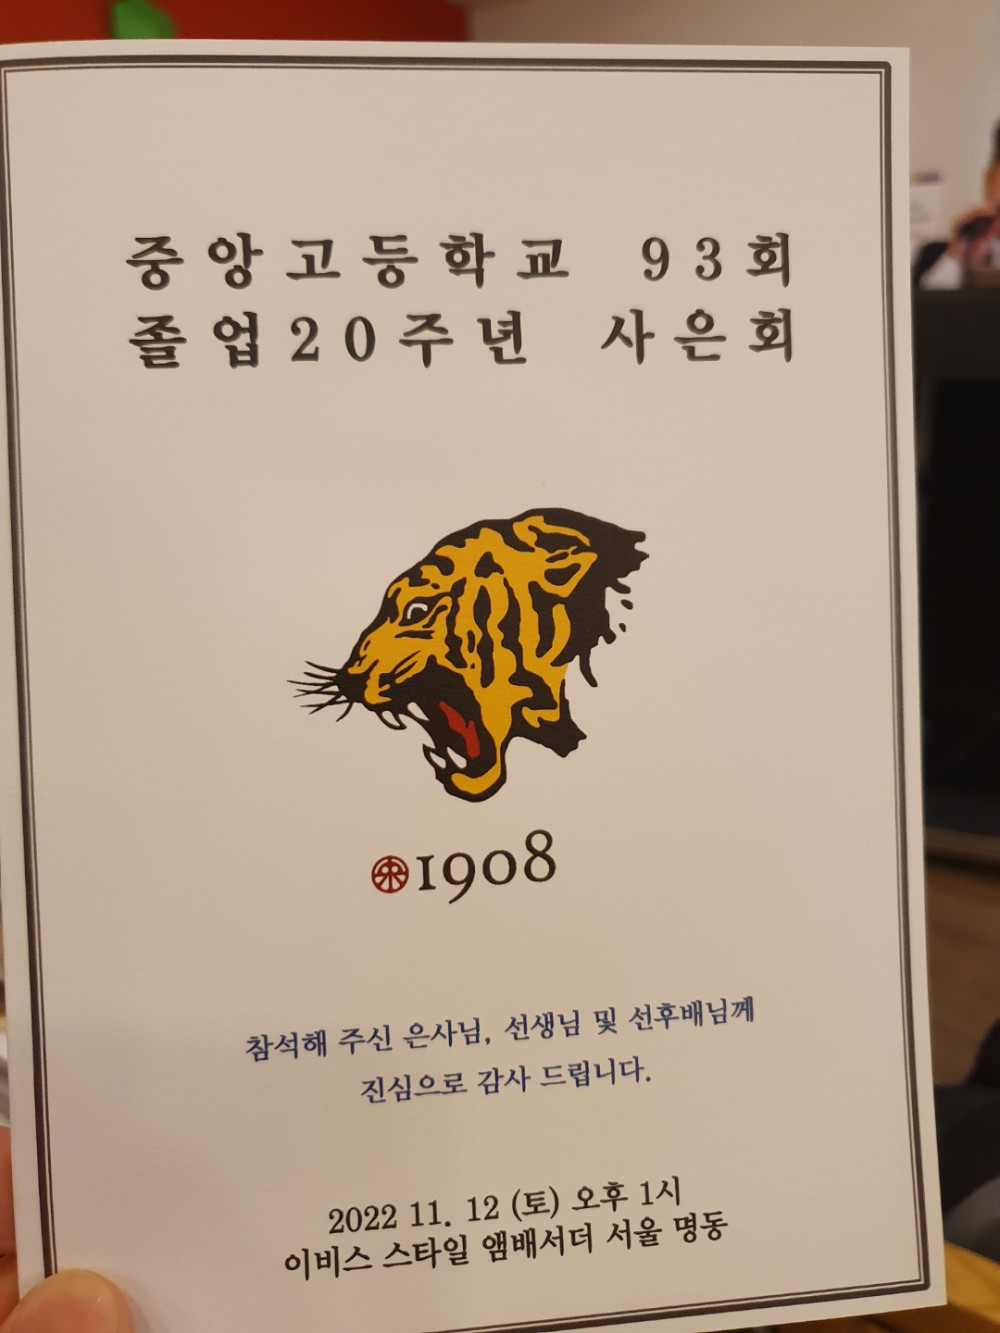 중앙고등학교 93회
졸업20주년 사은회
1908
참석해 주신 은사님, 선생님 및 선후배님께
진심으로 감사 드립니다.
2022 11. 12 (토) 오후 1시
이비스 스타일 앰배서더 서울 명동